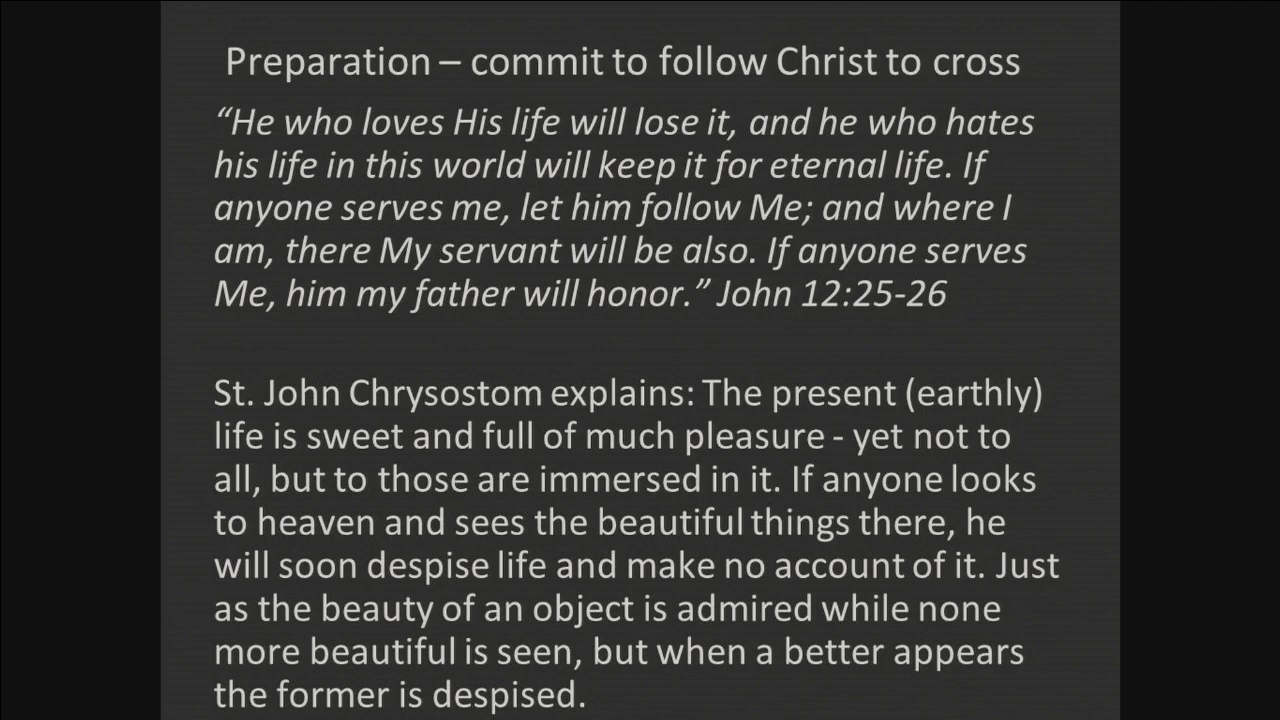 Preparation – commit to follow Christ to cross
“He who loves His life will lose it, and he who hates
his life in this world will keep it for eternal life. If
anyone serves me, let him follow Me; and where I
am, there My servant will be also. If anyone serves
Me, him my father will honor.” John 12:25-26
St. John Chrysostom explains: The present (earthly)
life is sweet and full of much pleasure - yet not to
all, but to those are immersed in it. If anyone looks
to heaven and sees the beautiful things there, he
will soon despise life and make no account of it. Just
as the beauty of an object is admired while none
more beautiful is seen, but when a better appears
the former is despised.